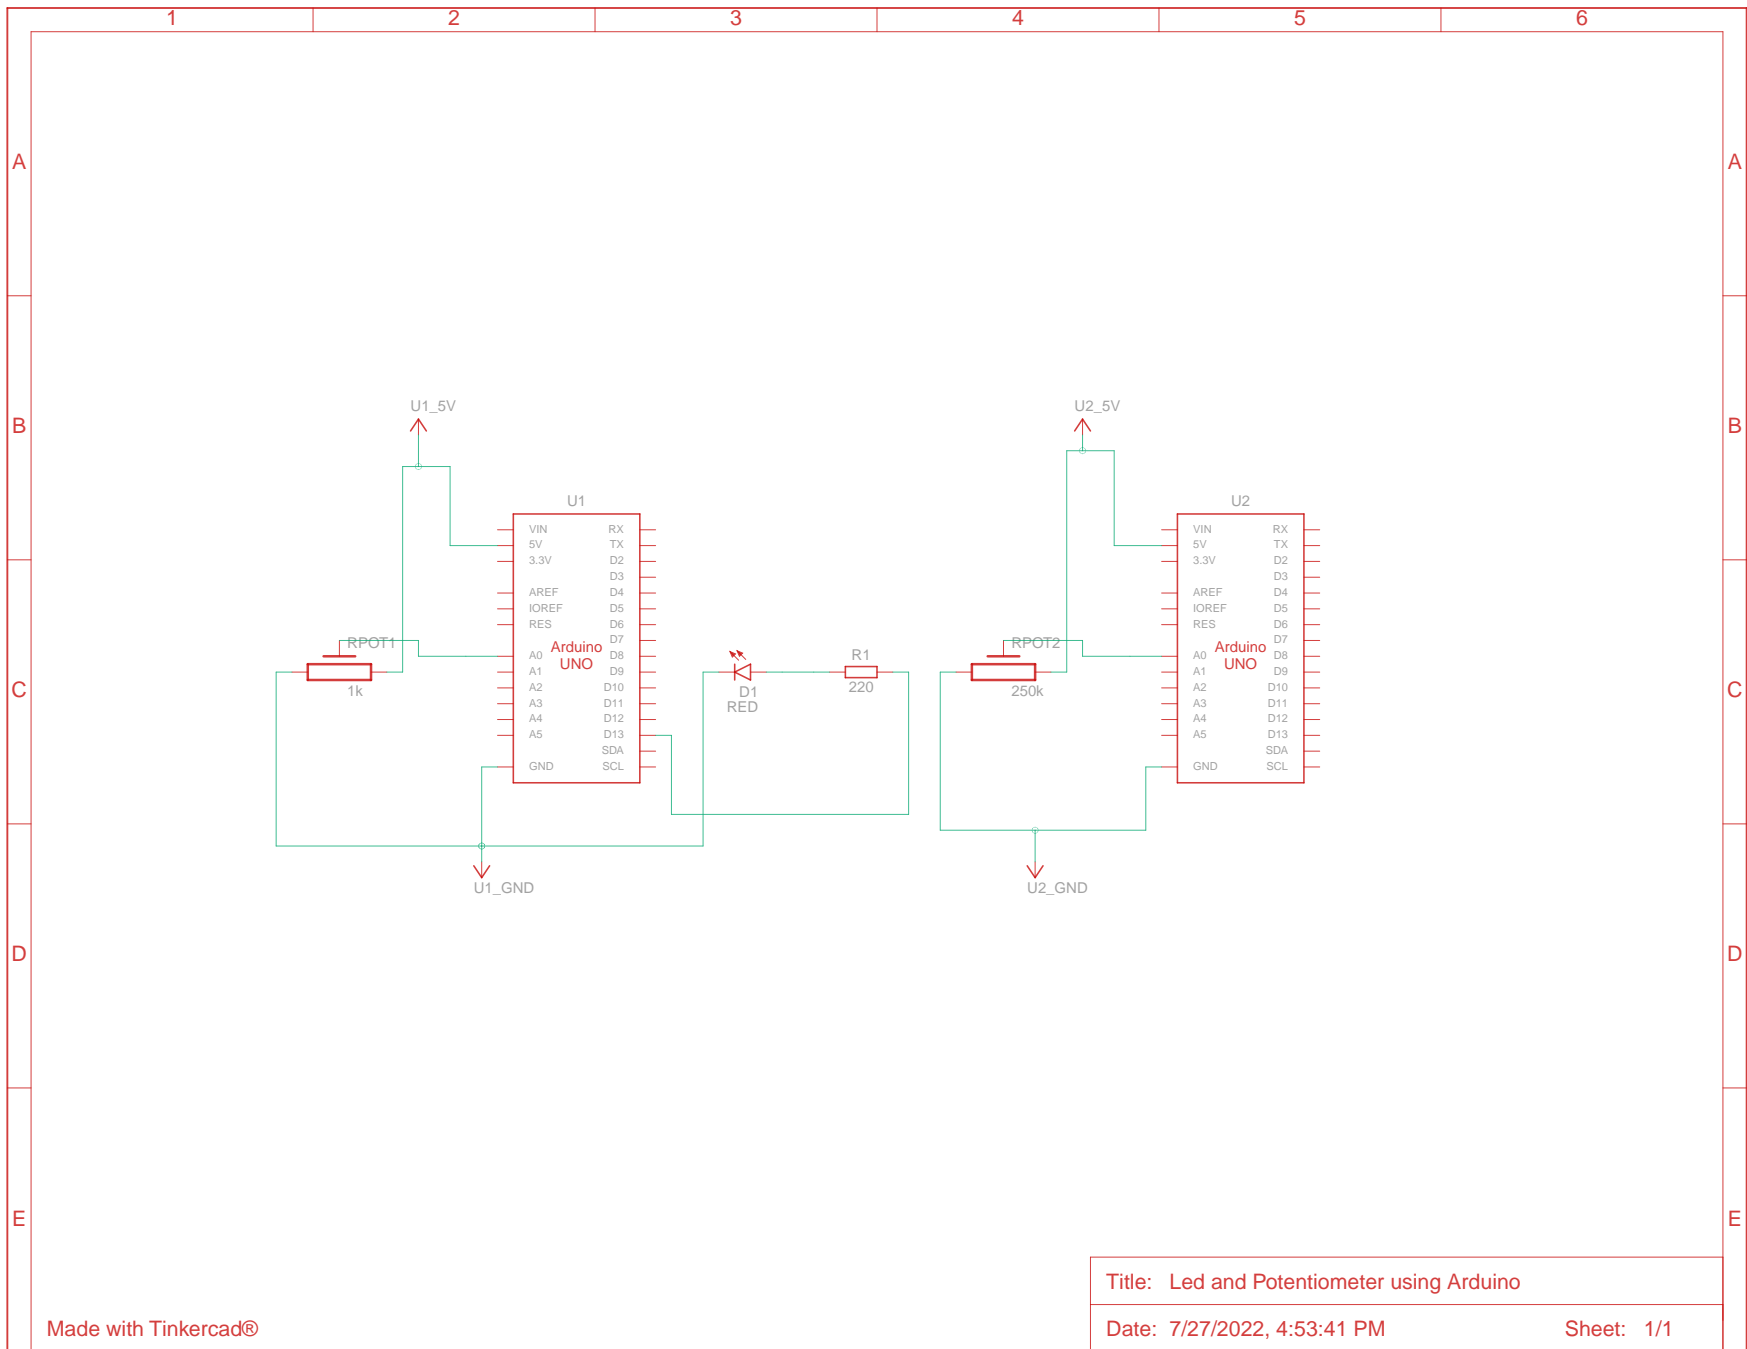 1 2 3 4 5 6
A A
B B
C C
D D
E E
U1_5V
U1
VIN RX
5V TX
3.3V D2
D3
AREF D4
IOREF D5
RES D6
D7
A0 D8
A1 D9
A2 D10
A3 D11
A4 D12
A5 D13
SDA
GND SCL
Arduino
UNO
RPOT1
1k
U1_GND
D1
RED
R1
220
U2_5V
U2
VIN RX
5V TX
3.3V D2
D3
AREF D4
IOREF D5
RES D6
D7
A0 D8
A1 D9
A2 D10
A3 D11
A4 D12
A5 D13
SDA
GND SCL
Arduino
UNO
RPOT2
250k
U2_GND
Made with Tinkercad®
Title: Led and Potentiometer using Arduino
Date: 7/27/2022, 4:53:41 PM Sheet: 1/1